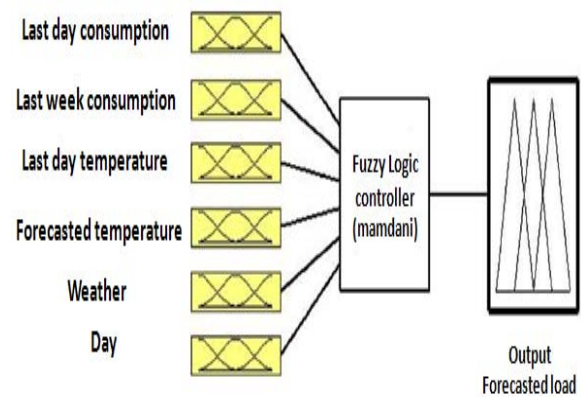 Last day consumption
Last week consumption
Last day temperature
Forecasted temperature
Weather
Day
Fuzzy Logic
controller
(mamdani)
Output
Forecasted load